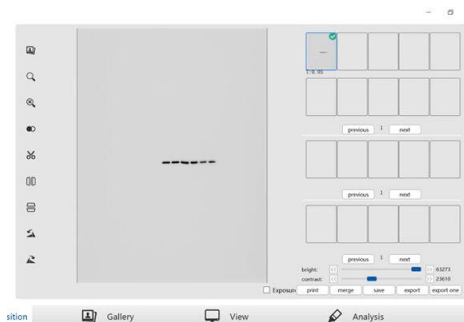 1: 0. 05
previous 1 next
previous 1 next
previous 1 next
bright: 63273
contrast: 23610
Exposure print merge save export export one
sition Gallery View Analysis